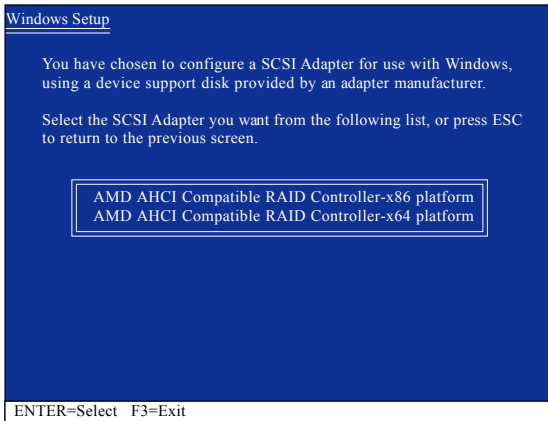 Windows Setup
You have chosen to configure a SCSI Adapter for use with Windows,
using a device support disk provided by an adapter manufacturer.
Select the SCSI Adapter you want from the following list, or press ESC
to return to the previous screen.
AMD AHCI Compatible RAID Controller-x86 platform
AMD AHCI Compatible RAID Controller-x64 platform
ENTER=Select F3=Exit